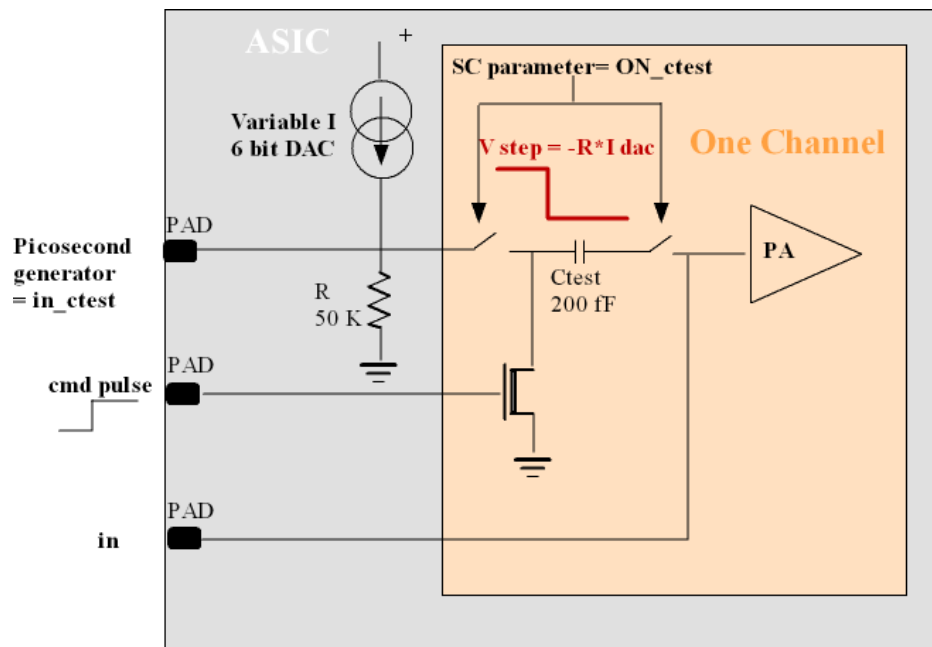 ASIC
+
SC parameter= ON_ctest
Variable I
6 bit DAC
V step = -R*I dac
One Channel
PAD
Picosecond
generator
= in_ctest
PA
Ctest
200 fF
R
50 K
PAD
cmd pulse
PAD
in